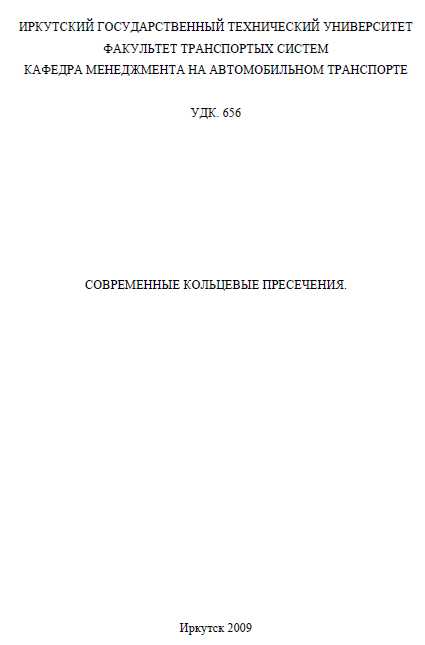 ИРКУТСКИЙ ГОСУДАРСТВЕННЫЙ ТЕХНИЧЕСКИЙ УНИВЕРСИТЕТ
ФАКУЛЬТЕТ ТРАНСПОРТЫХ СИСТЕМ
КАФЕДРА МЕНЕДЖМЕНТА НА АВТОМОБИЛЬНОМ ТРАНСПОРТЕ
УДК. 656
СОВРЕМЕННЫЕ КОЛЬЦЕВЫЕ ПРЕСЕЧЕНИЯ.
Иркутск 2009